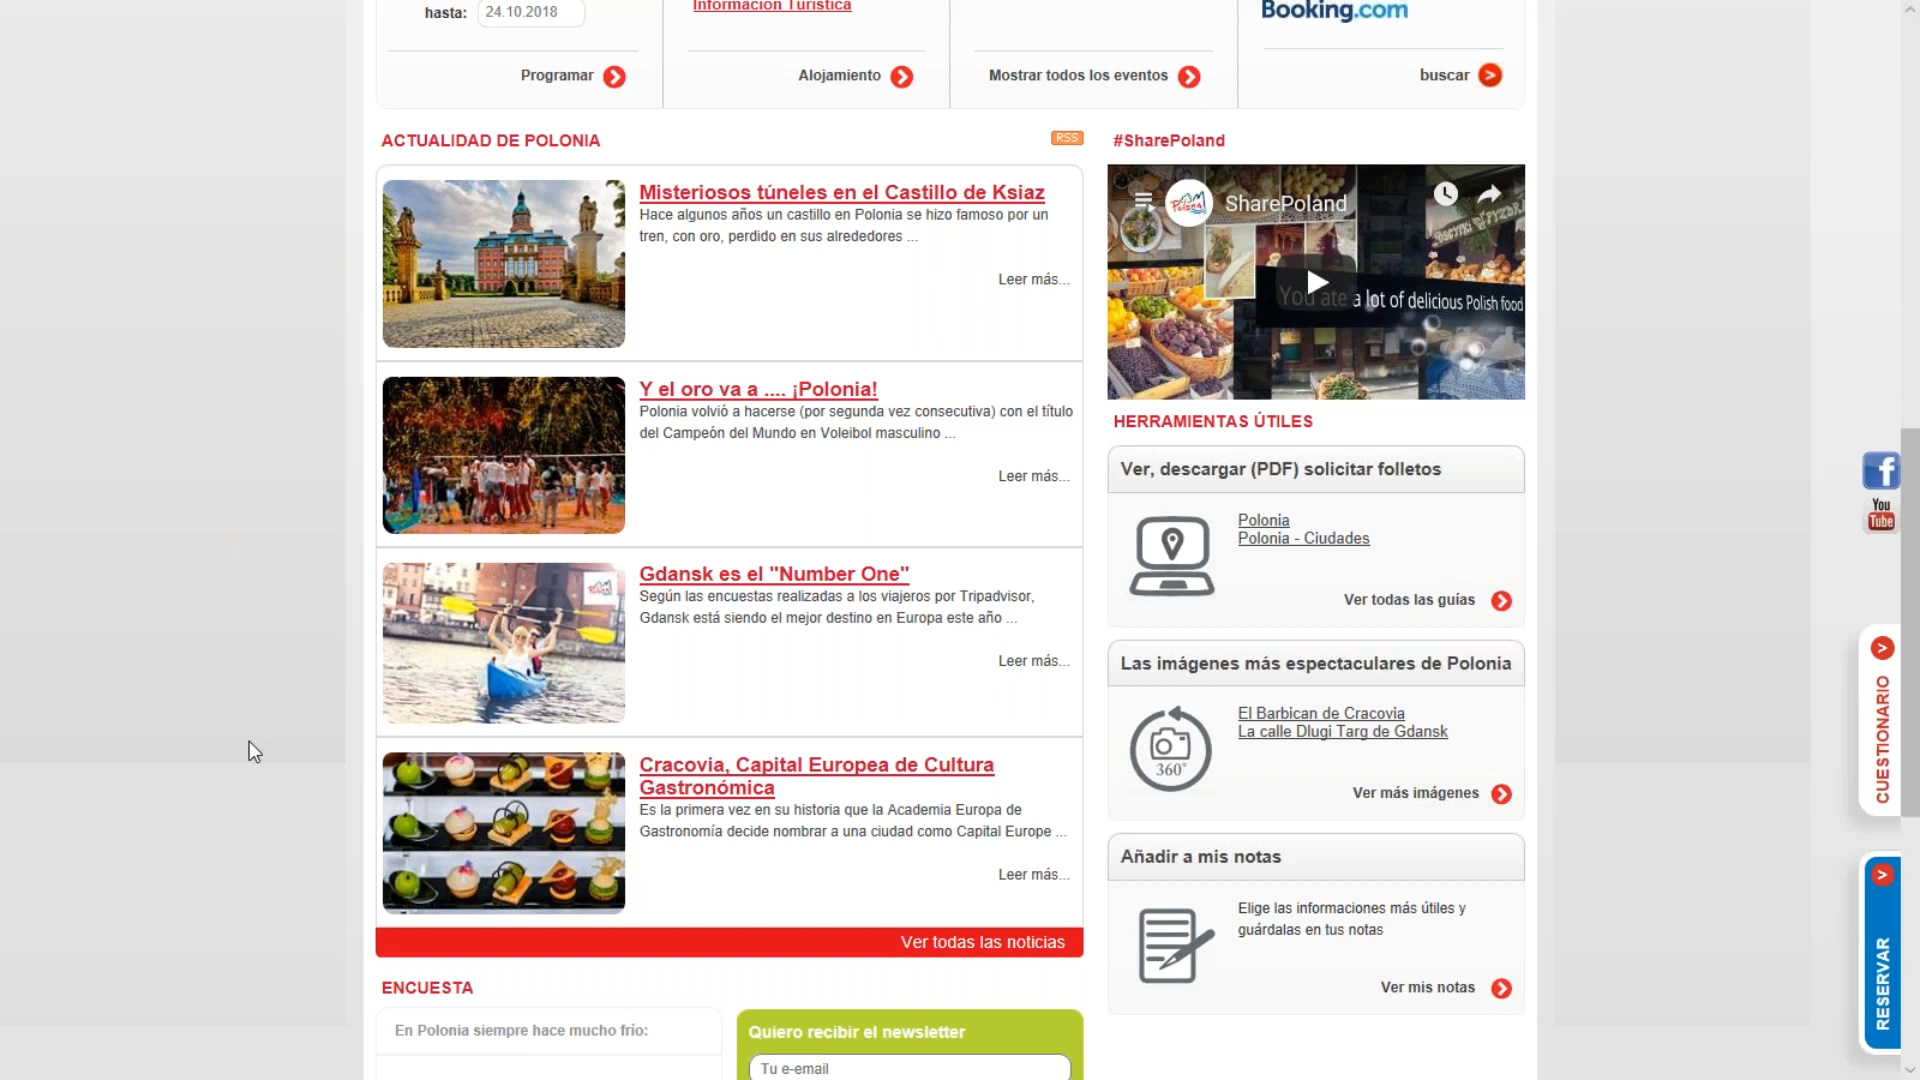 hasta: 24.10.2018
Información Turística
Booking.com
Programar
Alojamiento
Mostrar todos los eventos
buscar
ACTUALIDAD DE POLONIA
RSS
#SharePoland
Misteriosos túneles en el Castillo de Ksiaz
Hace algunos años un castillo en Polonia se hizo famoso por un
tren, con oro, perdido en sus alrededores ...
Leer más...
SharePoland
You ate a lot of delicious Polish food
Y el oro va a .... ¡Polonia!
Polonia volvió a hacerse (por segunda vez consecutiva) con el título
del Campeón del Mundo en Voleibol masculino ...
Leer más...
HERRAMIENTAS ÚTILES
Ver, descargar (PDF) solicitar folletos
Polonia
Polonia - Ciudades
Ver todas las guías
Gdansk es el "Number One"
Según las encuestas realizadas a los viajeros por Tripadvisor,
Gdansk está siendo el mejor destino en Europa este año ...
Leer más...
Las imágenes más espectaculares de Polonia
El Barbican de Cracovia
La calle Dlugi Targ de Gdansk
360°
Ver más imágenes
Cracovia, Capital Europea de Cultura
Gastronómica
Es la primera vez en su historia que la Academia Europa de
Gastronomía decide nombrar a una ciudad como Capital Europe ...
Leer más...
Añadir a mis notas
Elige las informaciones más útiles y
guárdalas en tus notas
Ver mis notas
Ver todas las noticias
ENCUESTA
En Polonia siempre hace mucho frío:
Quiero recibir el newsletter
Tu e-email
f
You
Tube
CUESTIONARIO
RESERVAR